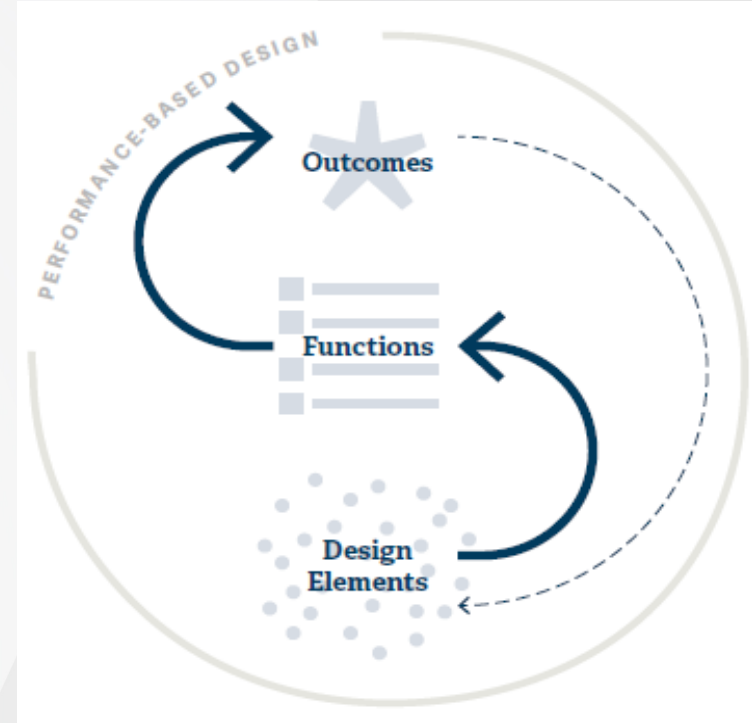 PERFORMANCE-BASED DESIGN
Outcomes
Functions
Design
Elements